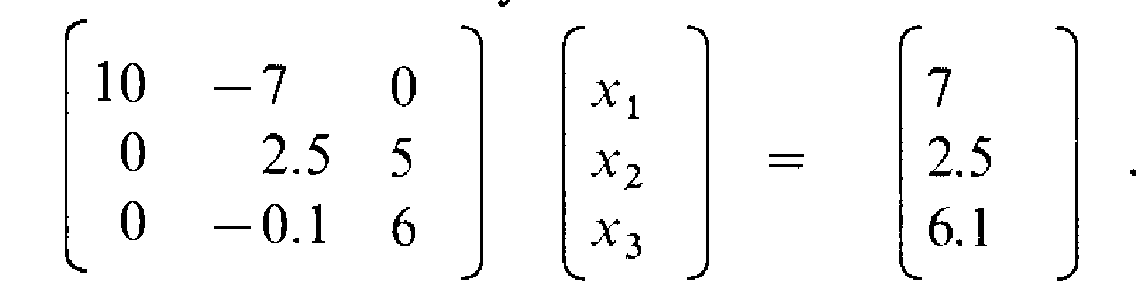 10 −7 0 x₁ 7
0 2.5 5 x₂ = 2.5 .
0 −0.1 6 x₃ 6.1